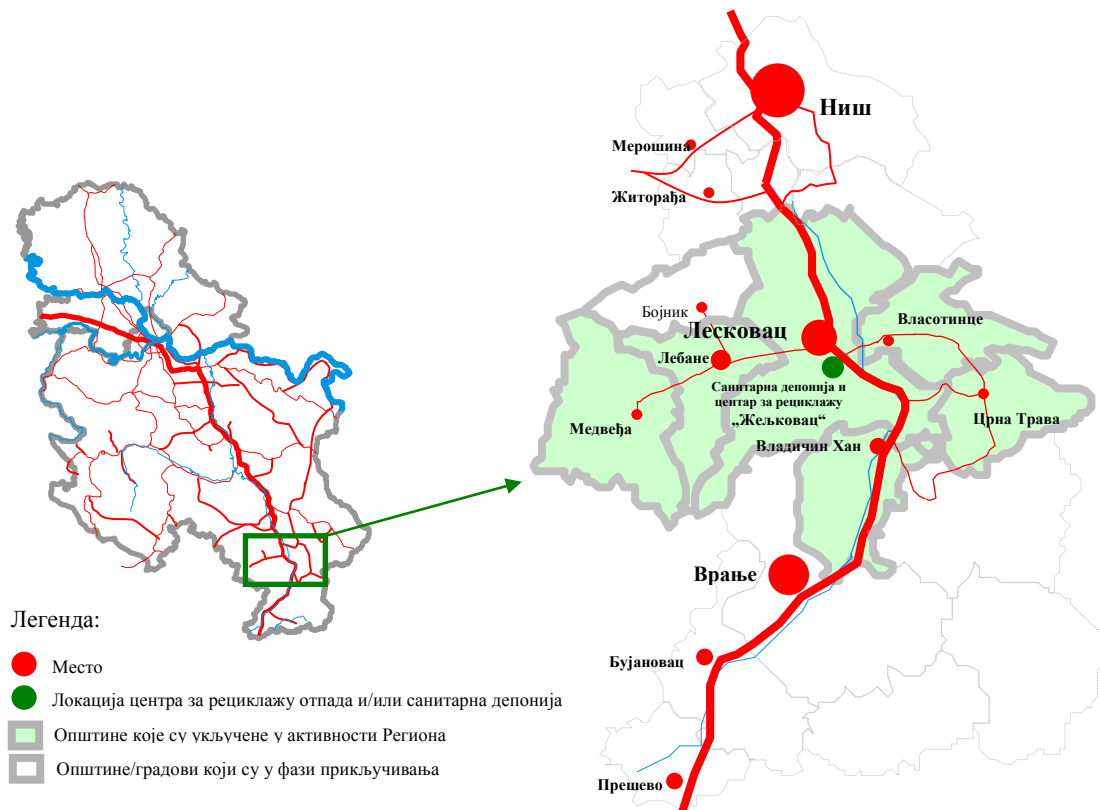 Ниш
Мерошина
Житорађа
Бојник
Власотинце
Лесковац
Лебане
Санитарна депонија и
центар за рециклажу
„Жељковац“
Медвеђа
Црна Трава
Владичин Хан
Врање
Бујановац
Прешево
Легенда:
Место
Локација центра за рециклажу отпада и/или санитарна депонија
Општине које су укључене у активности Региона
Општине/градови који су у фази прикључивања